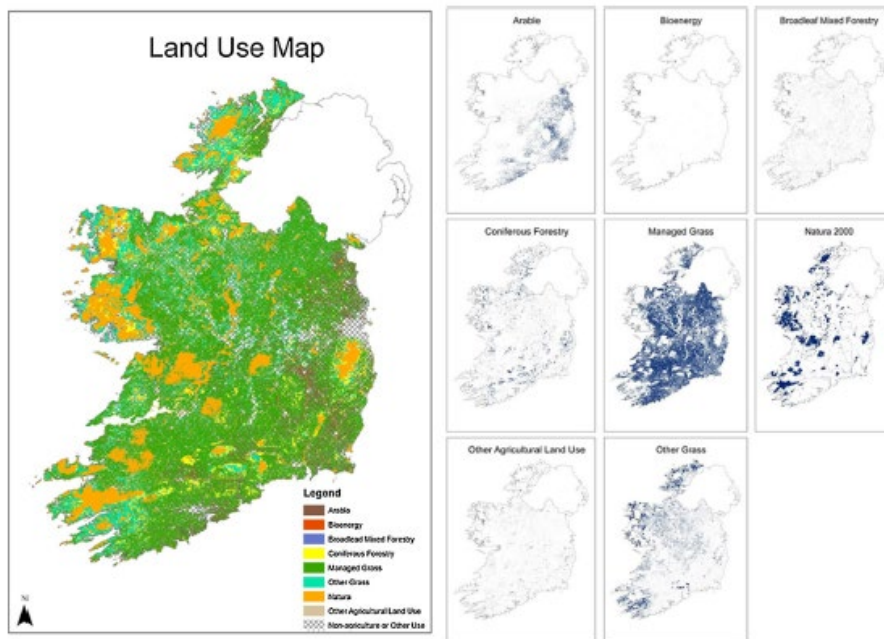 Land Use Map
Legend
Arable
Bioenergy
Broadlead Mixed Forestry
Coniferous Forestry
Managed Grass
Other Grass
Natura
Other Agricultural Land Use
Non-agriculture or Other Use
N
Arable
Bioenergy
Broadleaf Mixed Forestry
Coniferous Forestry
Managed Grass
Natura 2000
Other Agricultural Land Use
Other Grass